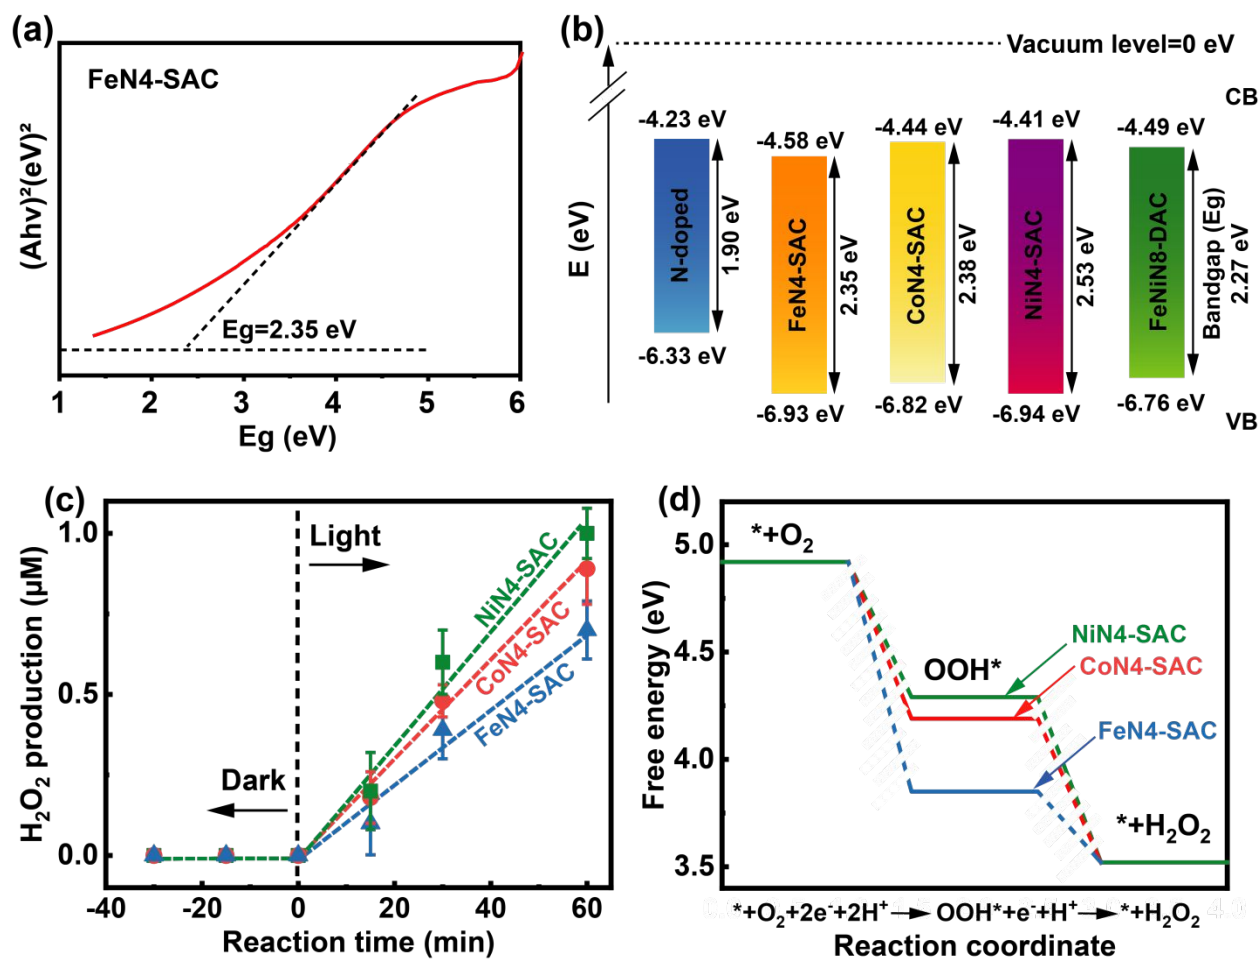 (a)
FeN4-SAC
(Ahν)²(eV)²
Eg=2.35 eV
1 2 3 4 5 6
Eg (eV)
(b)
Vacuum level=0 eV
CB
E (eV)
-4.23 eV
-4.58 eV
-4.44 eV
-4.41 eV
-4.49 eV
N-doped
1.90 eV
FeN4-SAC
2.35 eV
CoN4-SAC
2.38 eV
NiN4-SAC
2.53 eV
FeNiN8-DAC
Bandgap (Eg)
2.27 eV
-6.33 eV
-6.93 eV
-6.82 eV
-6.94 eV
-6.76 eV
VB
(c)
H₂O₂ production (μM)
1.0
0.5
0.0
Light
Dark
NiN4-SAC
CoN4-SAC
FeN4-SAC
-40 -20 0 20 40 60
Reaction time (min)
(d)
Free energy (eV)
5.0
4.5
4.0
3.5
*+O₂
OOH*
NiN4-SAC
CoN4-SAC
FeN4-SAC
*+H₂O₂
*+O₂+2e⁻+2H⁺→OOH*+e⁻+H⁺→*+H₂O₂
Reaction coordinate